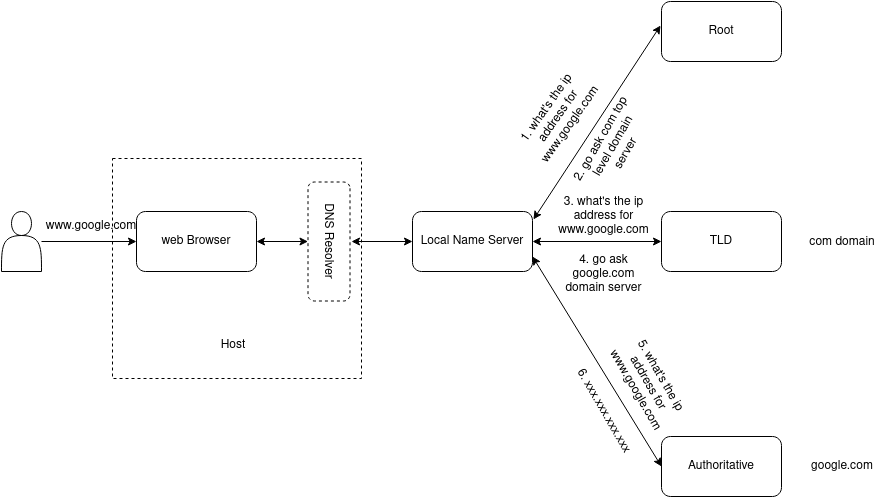 Root
1. what's the ip
address for
www.google.com
2. go ask com top
level domain
server
www.google.com
web Browser
DNS Resolver
Local Name Server
3. what's the ip
address for
www.google.com
TLD
com domain
4. go ask
google.com
domain server
Host
5. what's the ip
address for
www.google.com
6. xxx.xxx.xxx.xxx
Authoritative
google.com